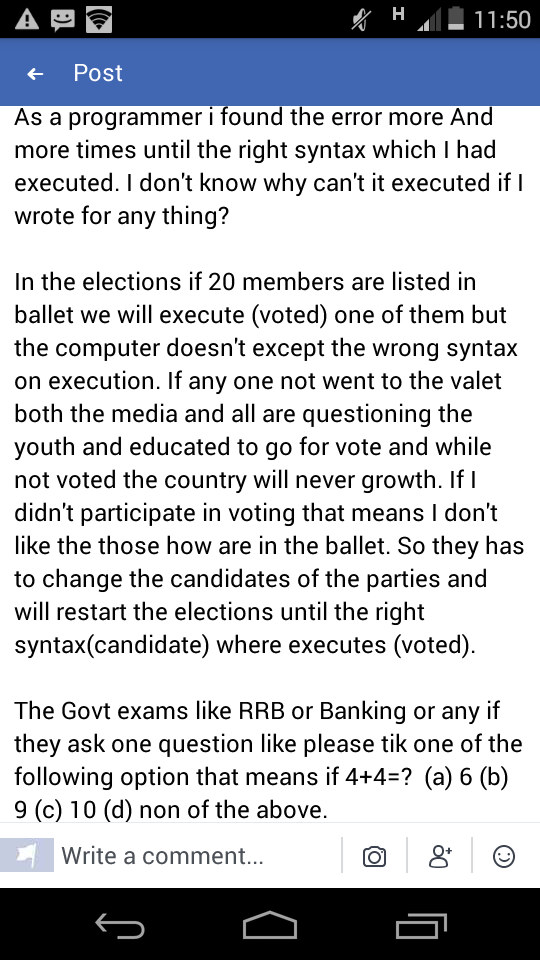 H 11:50
Post
As a programmer i found the error more And
more times until the right syntax which I had
executed. I don't know why can't it executed if I
wrote for any thing?
In the elections if 20 members are listed in
ballet we will execute (voted) one of them but
the computer doesn't except the wrong syntax
on execution. If any one not went to the valet
both the media and all are questioning the
youth and educated to go for vote and while
not voted the country will never growth. If I
didn't participate in voting that means I don't
like the those how are in the ballet. So they has
to change the candidates of the parties and
will restart the elections until the right
syntax(candidate) where executes (voted).
The Govt exams like RRB or Banking or any if
they ask one question like please tik one of the
following option that means if 4+4=? (a) 6 (b)
9 (c) 10 (d) non of the above.
Write a comment...